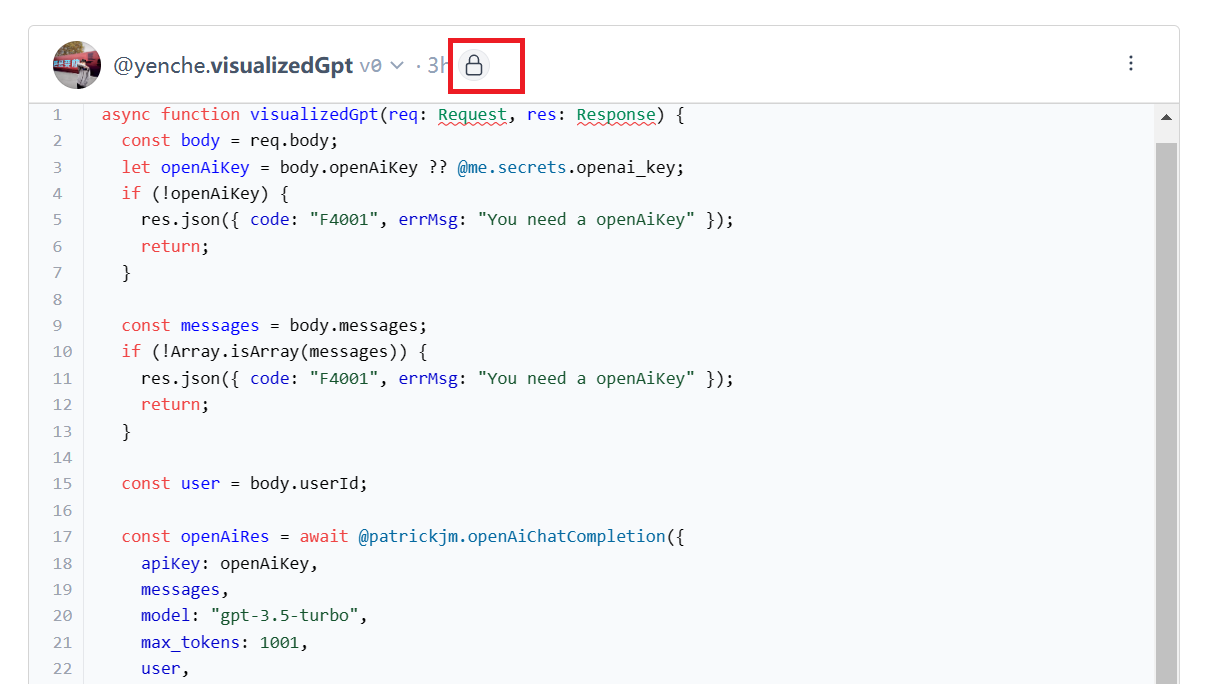 @yenche.visualizedGpt v0 · 3h
1 async function visualizedGpt(req: Request, res: Response) {
2 const body = req.body;
3 let openAiKey = body.openAiKey ?? @me.secrets.openai_key;
4 if (!openAiKey) {
5 res.json({ code: "F4001", errMsg: "You need a openAiKey" });
6 return;
7 }
8
9 const messages = body.messages;
10 if (!Array.isArray(messages)) {
11 res.json({ code: "F4001", errMsg: "You need a openAiKey" });
12 return;
13 }
14
15 const user = body.userId;
16
17 const openAiRes = await @patrickjm.openAiChatCompletion({
18 apiKey: openAiKey,
19 messages,
20 model: "gpt-3.5-turbo",
21 max_tokens: 1001,
22 user,